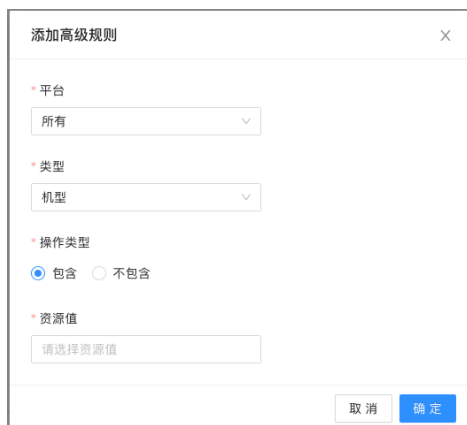 添加高级规则
* 平台
所有
* 类型
机型
* 操作类型
包含 不包含
* 资源值
请选择资源值
取 消 确 定